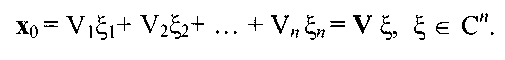 x₀ = V₁ξ₁+ V₂ξ₂+ … + Vₙ ξₙ= V ξ, ξ ∈ Cⁿ.